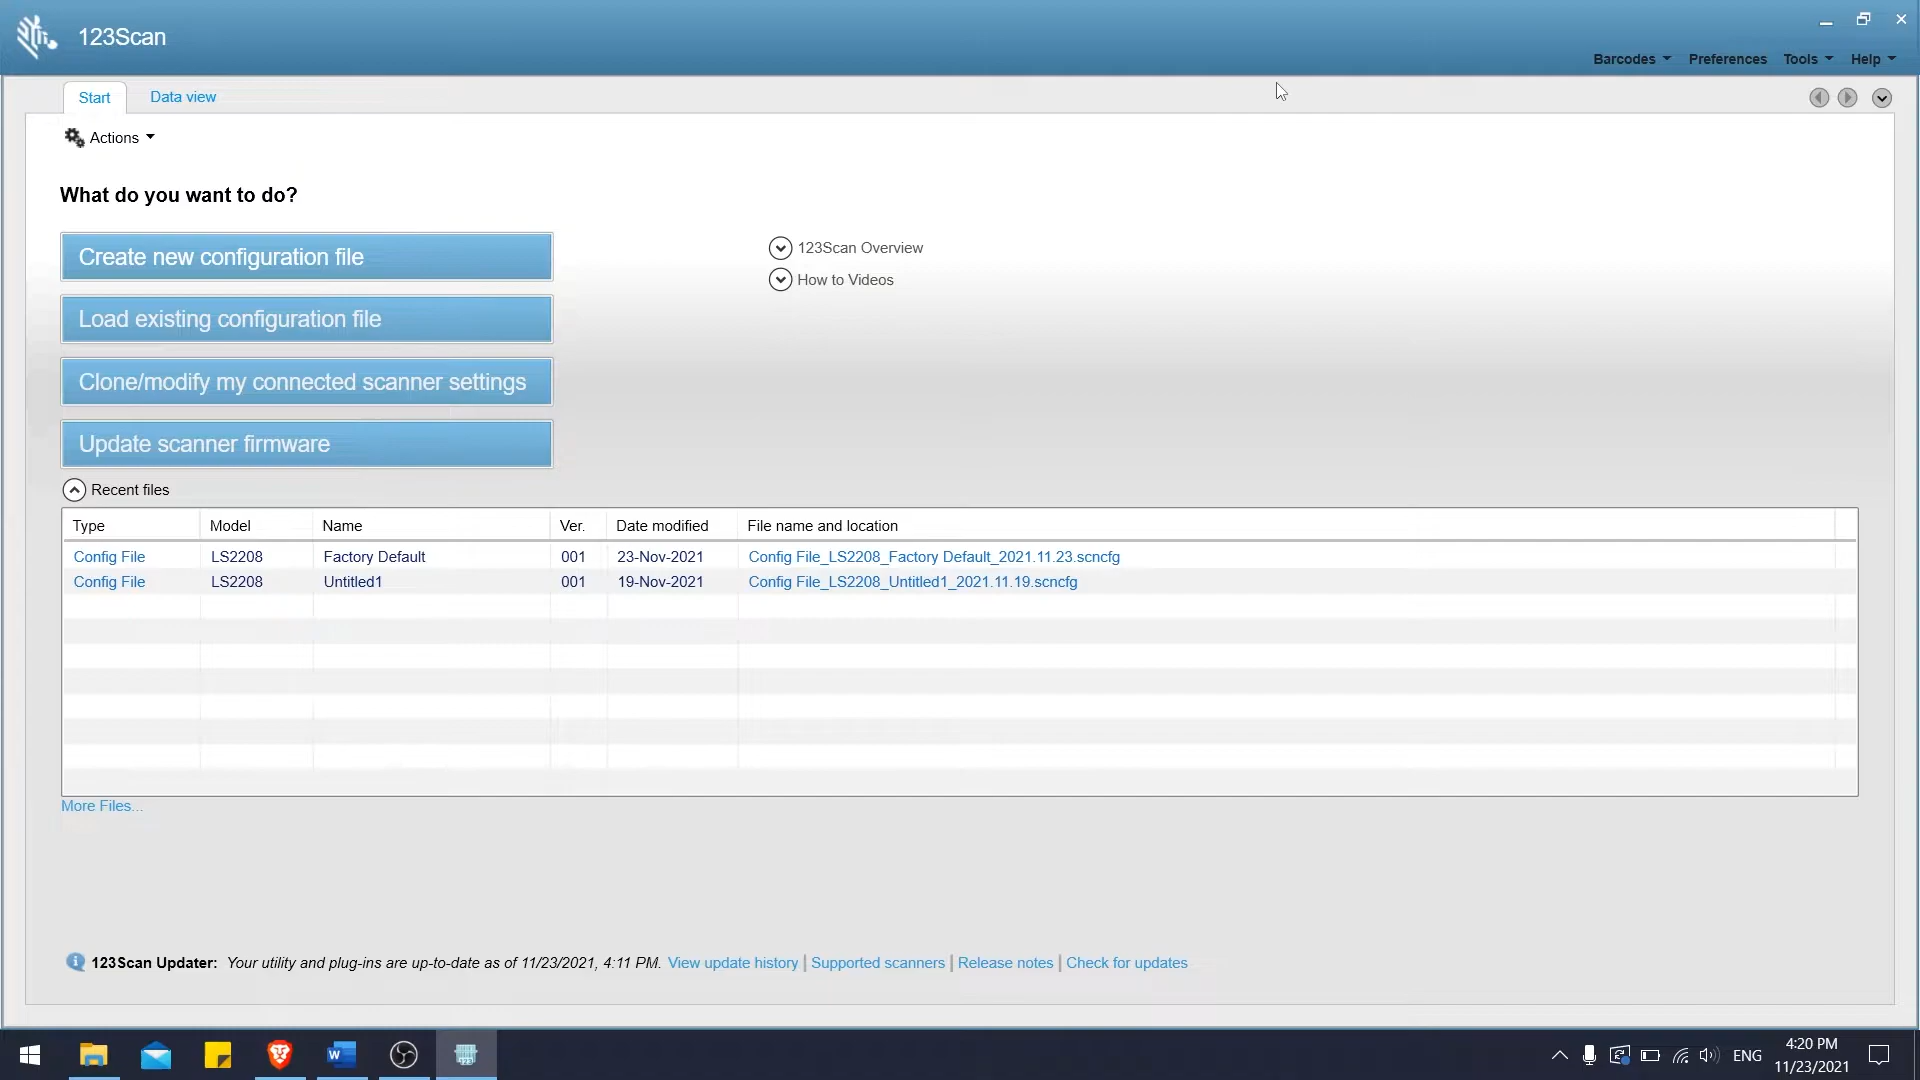 123Scan
Barcodes Preferences Tools Help
Start Data view
Actions
What do you want to do?
Create new configuration file
Load existing configuration file
Clone/modify my connected scanner settings
Update scanner firmware
123Scan Overview
How to Videos
Recent files
Type Model Name Ver. Date modified File name and location
Config File LS2208 Factory Default 001 23-Nov-2021 Config File_LS2208_Factory Default_2021.11.23.scncfg
Config File LS2208 Untitled1 001 19-Nov-2021 Config File_LS2208_Untitled1_2021.11.19.scncfg
More Files...
123Scan Updater: Your utility and plug-ins are up-to-date as of 11/23/2021, 4:11 PM. View update history | Supported scanners | Release notes | Check for updates
ENG
4:20 PM
11/23/2021